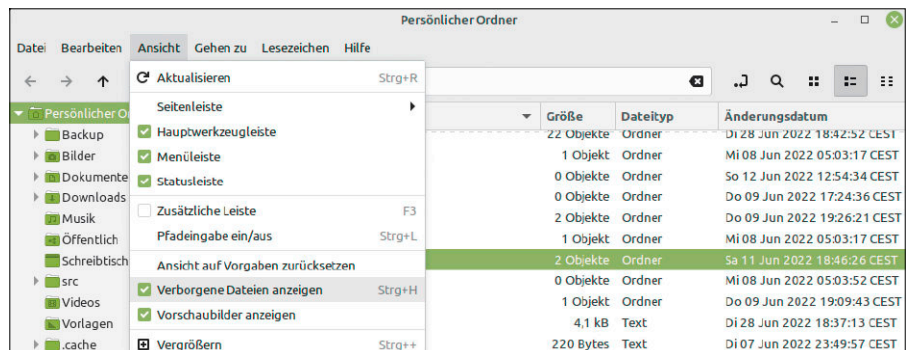 Persönlicher Ordner
Datei Bearbeiten Ansicht Gehen zu Lesezeichen Hilfe
Aktualisieren Strg+R
Seitenleiste
Hauptwerkzeugleiste
Menüleiste
Statusleiste
Zusätzliche Leiste F3
Pfadeingabe ein/aus Strg+L
Ansicht auf Vorgaben zurücksetzen
Verborgene Dateien anzeigen Strg+H
Vorschaubilder anzeigen
Vergrößern Strg++
Persönlicher O
Backup
Bilder
Dokumente
Downloads
Musik
Öffentlich
Schreibtisch
src
Videos
Vorlagen
.cache
Größe Dateityp Änderungsdatum
22 Objekte Ordner Di 28 Jun 2022 18:42:52 CEST
1 Objekt Ordner Mi 08 Jun 2022 05:03:17 CEST
0 Objekte Ordner So 12 Jun 2022 12:54:34 CEST
0 Objekte Ordner Do 09 Jun 2022 17:24:36 CEST
2 Objekte Ordner Do 09 Jun 2022 19:26:21 CEST
1 Objekt Ordner Mi 08 Jun 2022 05:03:17 CEST
2 Objekte Ordner Sa 11 Jun 2022 18:46:26 CEST
0 Objekte Ordner Mi 08 Jun 2022 05:03:52 CEST
1 Objekt Ordner Do 09 Jun 2022 19:09:43 CEST
4,1 kB Text Di 28 Jun 2022 18:37:13 CEST
220 Bytes Text Di 07 Jun 2022 23:49:57 CEST